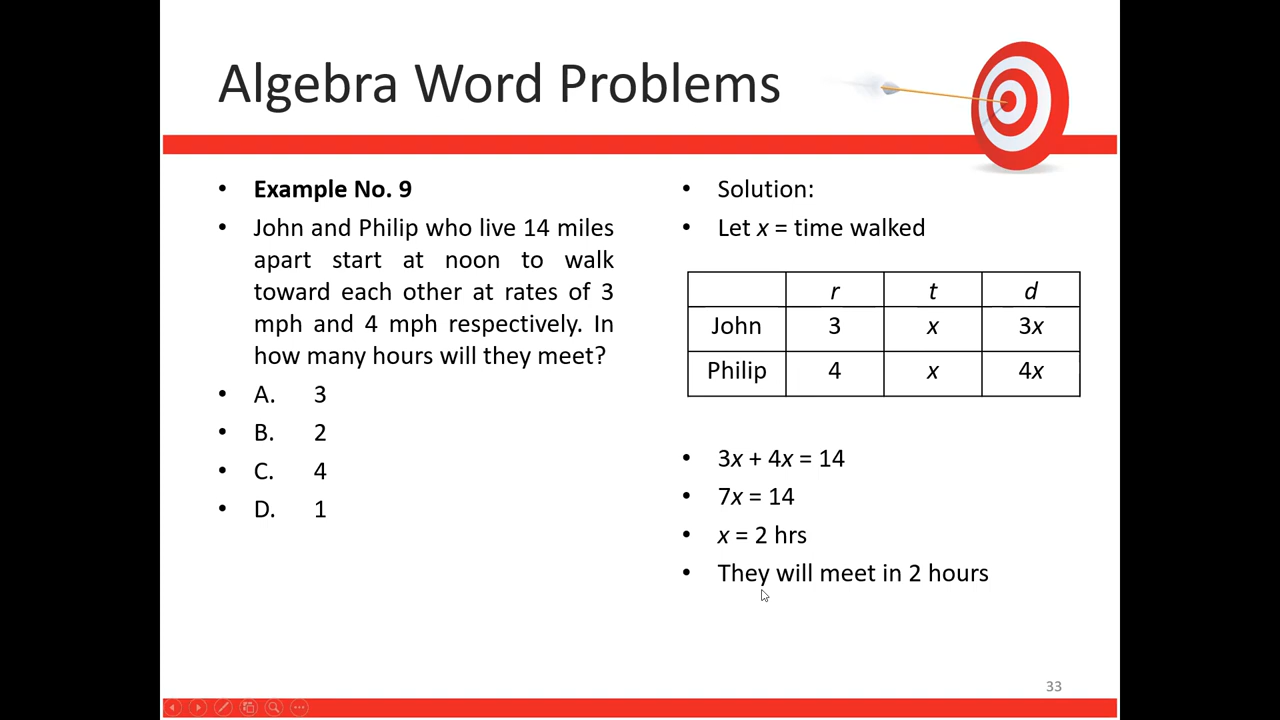 Algebra Word Problems
• Example No. 9
• John and Philip who live 14 miles
apart start at noon to walk
toward each other at rates of 3
mph and 4 mph respectively. In
how many hours will they meet?
• A. 3
• B. 2
• C. 4
• D. 1
• Solution:
• Let x = time walked
r t d
John 3 x 3x
Philip 4 x 4x
• 3x + 4x = 14
• 7x = 14
• x = 2 hrs
• They will meet in 2 hours
33